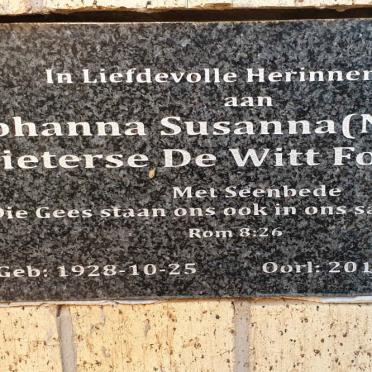 In Liefdevolle Herinner
aan
ohanna Susanna(N
ieterse De Witt Fo
Met Seënbede
Die Gees staan ons ook in ons s
Rom 8:26
Geb: 1928-10-25 Oorl: 201